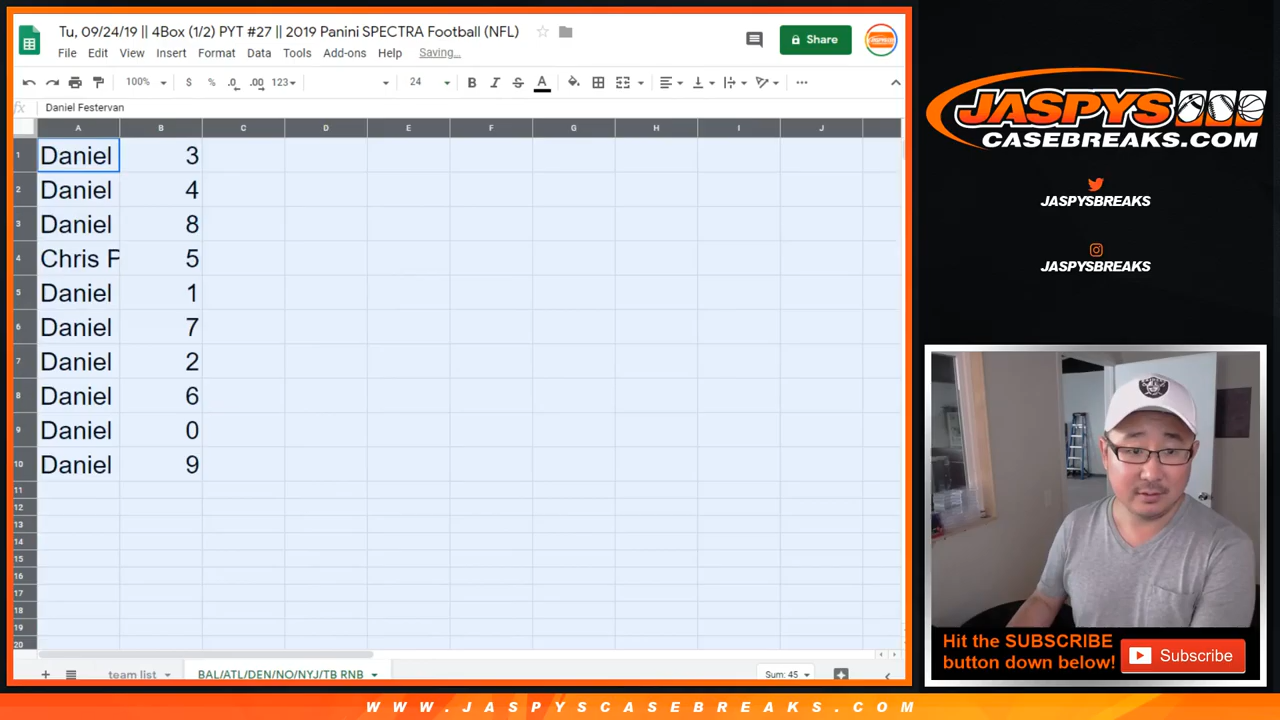 Tu, 09/24/19 || 4Box (1/2) PYT #27 || 2019 Panini SPECTRA Football (NFL)
File Edit View Insert Format Data Tools Add-ons Help Saving...
Share
100% $ % .0 .00 123 24 B I S A
fx Daniel Festervan
A B C D E F G H I J
1 Daniel 3
2 Daniel 4
3 Daniel 8
4 Chris P 5
5 Daniel 1
6 Daniel 7
7 Daniel 2
8 Daniel 6
9 Daniel 0
10 Daniel 9
11
12
13
14
15
16
17
18
19
20
team list BAL/ATL/DEN/NO/NYJ/TB RNB Sum: 45
JASPYS
CASEBREAKS.COM
JASPYSBREAKS
JASPYSBREAKS
Hit the SUBSCRIBE
button down below!
Subscribe
WWW.JASPYSCASEBREAKS.COM